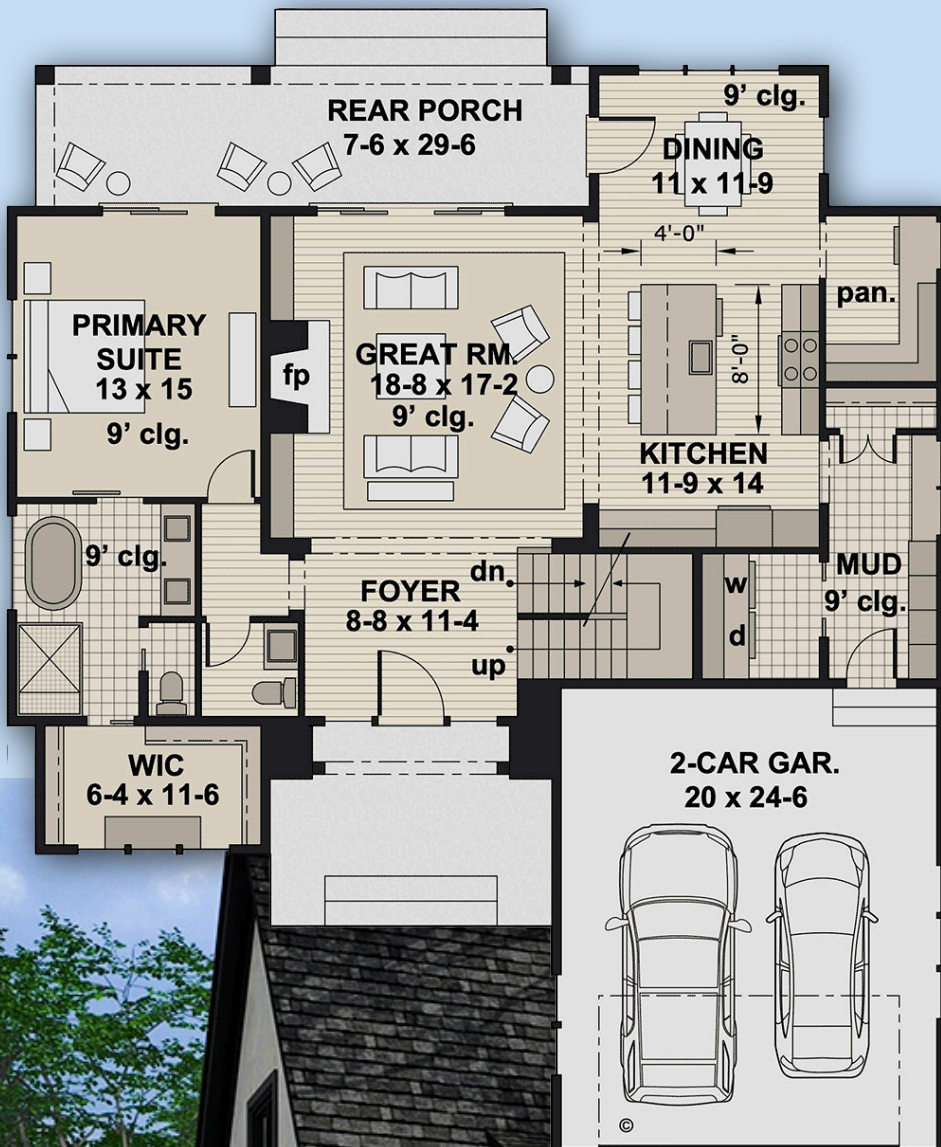 REAR PORCH
7-6 x 29-6
9’ clg.
DINING
11 x 11-9
4'-0"
pan.
PRIMARY
SUITE
13 x 15
9’ clg.
fp
GREAT RM.
18-8 x 17-2
9’ clg.
8'-0"
KITCHEN
11-9 x 14
9’ clg.
FOYER
8-8 x 11-4
dn
up
w
d
MUD
9’ clg.
WIC
6-4 x 11-6
2-CAR GAR.
20 x 24-6
©